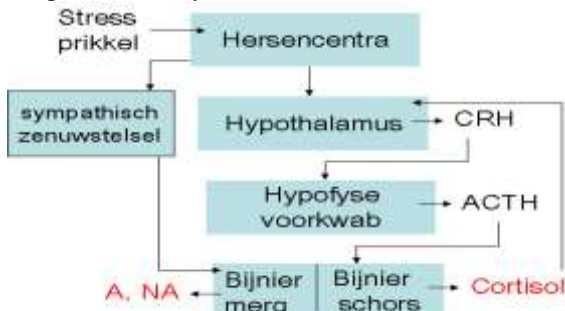 Stress
prikkel
Hersencentra
sympathisch
zenuwstelsel
Hypothalamus
CRH
Hypofyse
voorkwab
ACTH
A, NA
Bijnier
merg
Bijnier
schors
Cortisol